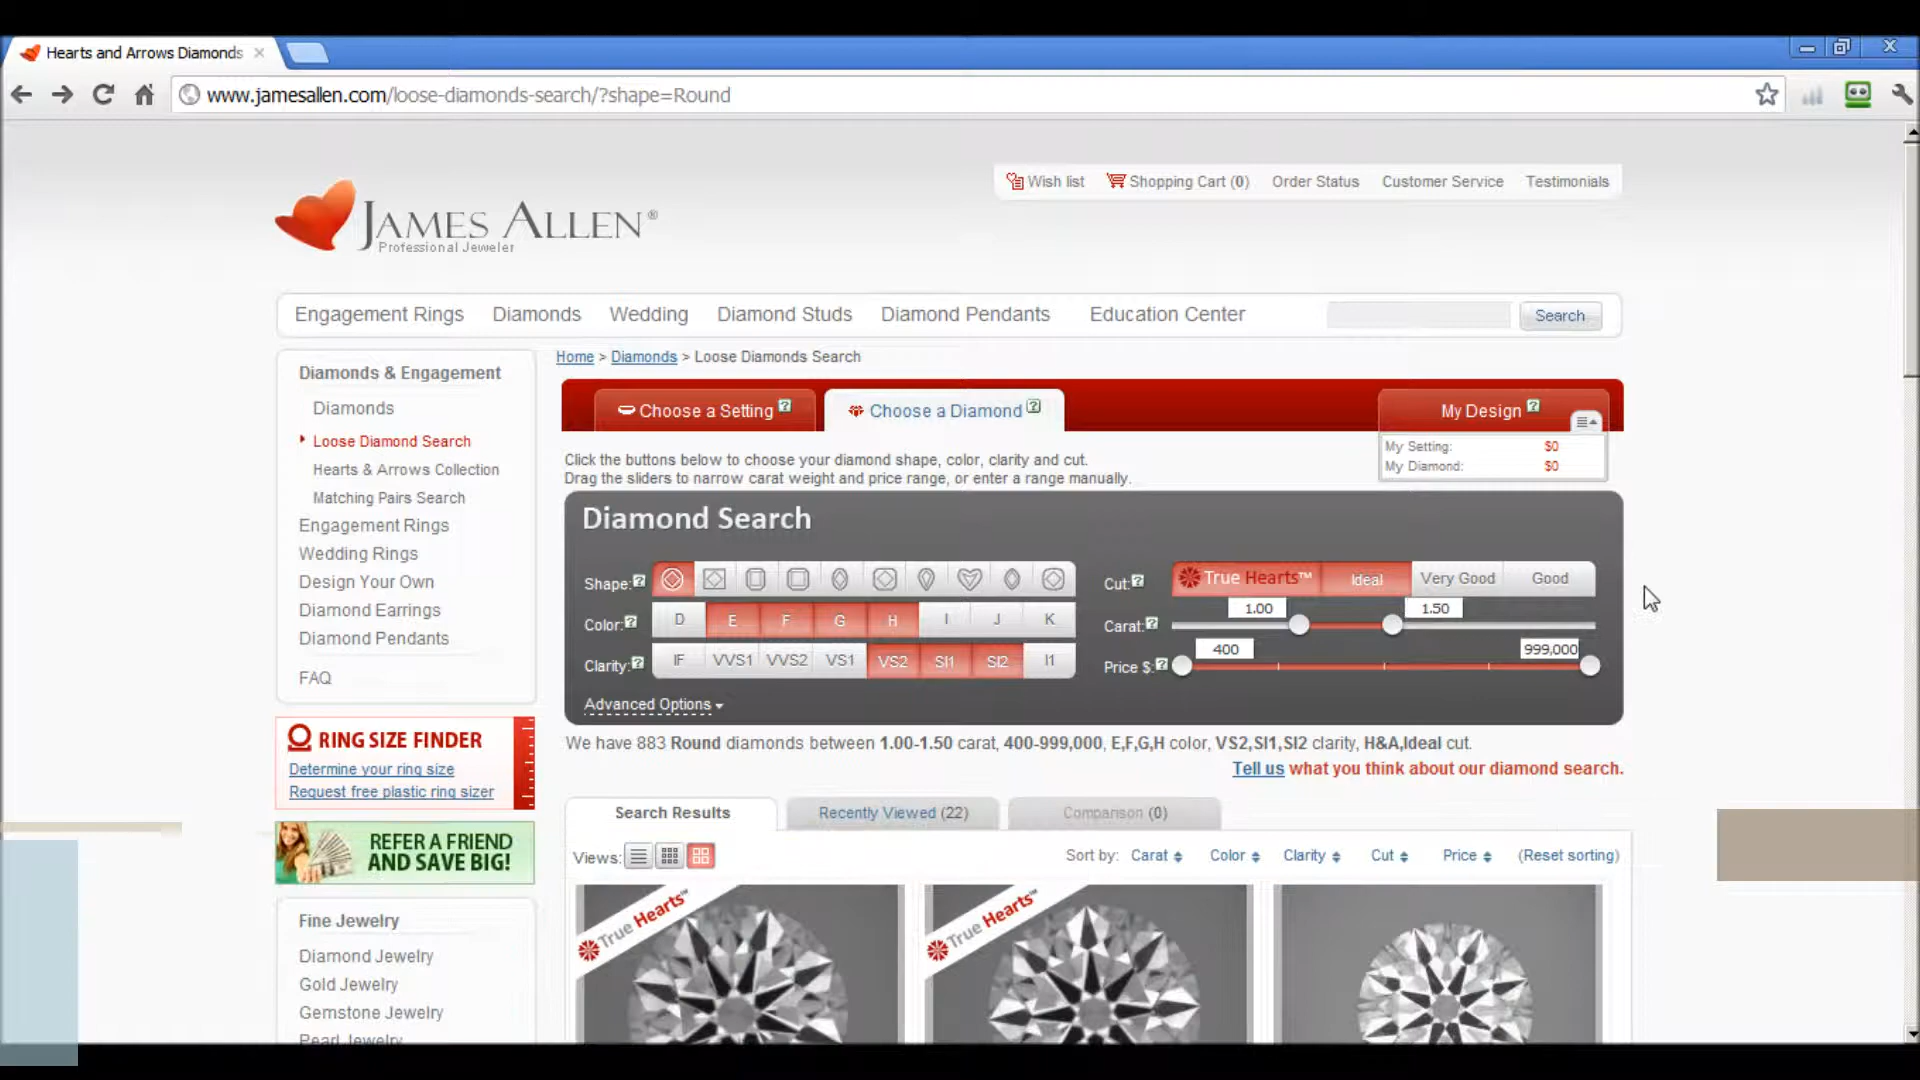 Hearts and Arrows Diamonds
www.jamesallen.com/loose-diamonds-search/?shape=Round
Wish list Shopping Cart (0) Order Status Customer Service Testimonials
JAMES ALLEN®
Professional Jeweler
Engagement Rings Diamonds Wedding Diamond Studs Diamond Pendants Education Center Search
Home > Diamonds > Loose Diamonds Search
Diamonds & Engagement
Diamonds
Loose Diamond Search
Hearts & Arrows Collection
Matching Pairs Search
Engagement Rings
Wedding Rings
Design Your Own
Diamond Earrings
Diamond Pendants
FAQ
RING SIZE FINDER
Determine your ring size
Request free plastic ring sizer
REFER A FRIEND
AND SAVE BIG!
Fine Jewelry
Diamond Jewelry
Gold Jewelry
Gemstone Jewelry
Pearl Jewelry
Choose a Setting ? Choose a Diamond ? My Design ?
My Setting: $0
My Diamond: $0
Click the buttons below to choose your diamond shape, color, clarity and cut.
Drag the sliders to narrow carat weight and price range, or enter a range manually.
Diamond Search
Shape: ?
Color: ? D E F G H I J K
Clarity: ? IF VVS1 VVS2 VS1 VS2 SI1 SI2 I1
Advanced Options
Cut: ? True Hearts™ Ideal Very Good Good
1.00 1.50
Carat: ?
400 999,000
Price $: ?
We have 883 Round diamonds between 1.00-1.50 carat, 400-999,000, E,F,G,H color, VS2,SI1,SI2 clarity, H&A,Ideal cut.
Tell us what you think about our diamond search.
Search Results Recently Viewed (22) Comparison (0)
Views: Sort by: Carat Color Clarity Cut Price (Reset sorting)
True Hearts™
True Hearts™